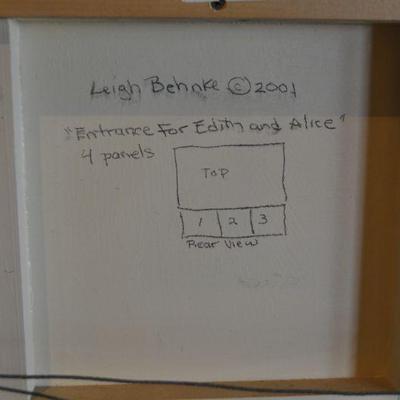 Leigh Behnke © 2001
"Entrance For Edith and Alice"
4 panels
Top
1 2 3
Rear View